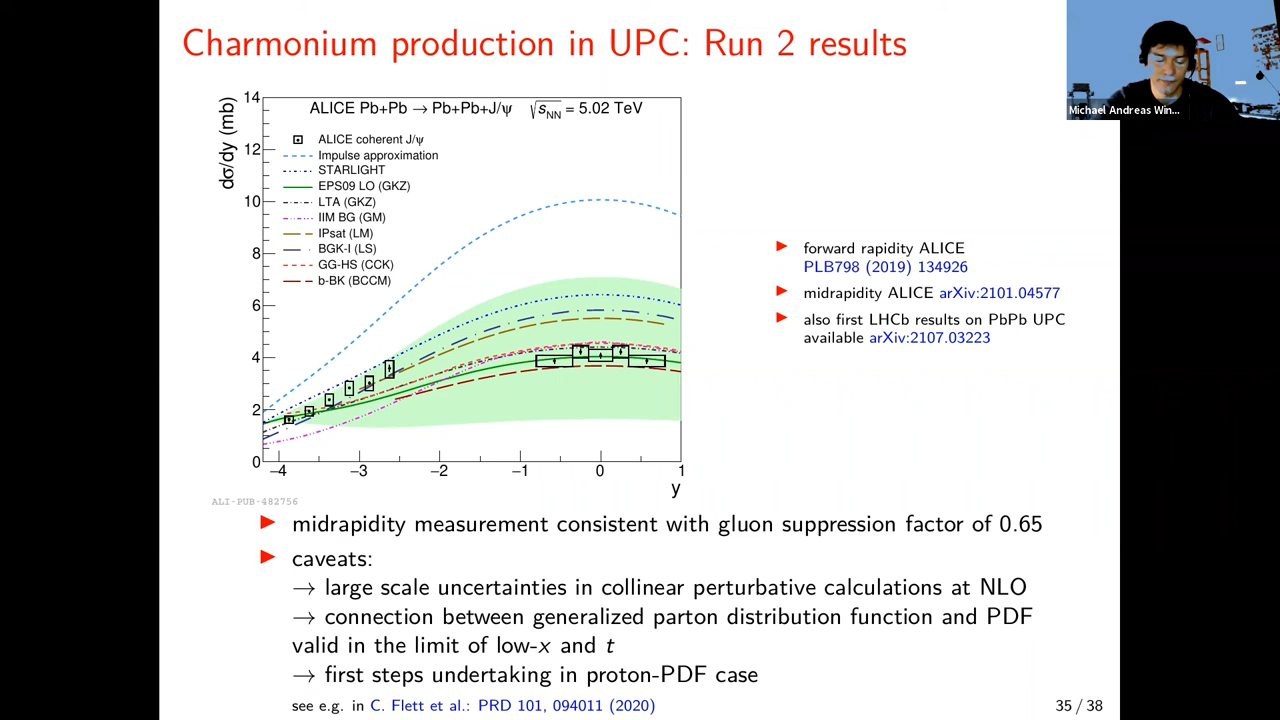 Charmonium production in UPC: Run 2 results
Michael Andreas Win...
ALICE Pb+Pb → Pb+Pb+J/ψ √sNN = 5.02 TeV
dσ/dy (mb)
14
12
10
8
6
4
2
0
ALICE coherent J/ψ
Impulse approximation
STARLIGHT
EPS09 LO (GKZ)
LTA (GKZ)
IIM BG (GM)
IPsat (LM)
BGK-I (LS)
GG-HS (CCK)
b-BK (BCCM)
−4 −3 −2 −1 0 1
y
ALI-PUB-482756
forward rapidity ALICE
PLB798 (2019) 134926
midrapidity ALICE arXiv:2101.04577
also first LHCb results on PbPb UPC
available arXiv:2107.03223
midrapidity measurement consistent with gluon suppression factor of 0.65
caveats:
→ large scale uncertainties in collinear perturbative calculations at NLO
→ connection between generalized parton distribution function and PDF
valid in the limit of low-x and t
→ first steps undertaking in proton-PDF case
see e.g. in C. Flett et al.: PRD 101, 094011 (2020)
35 / 38